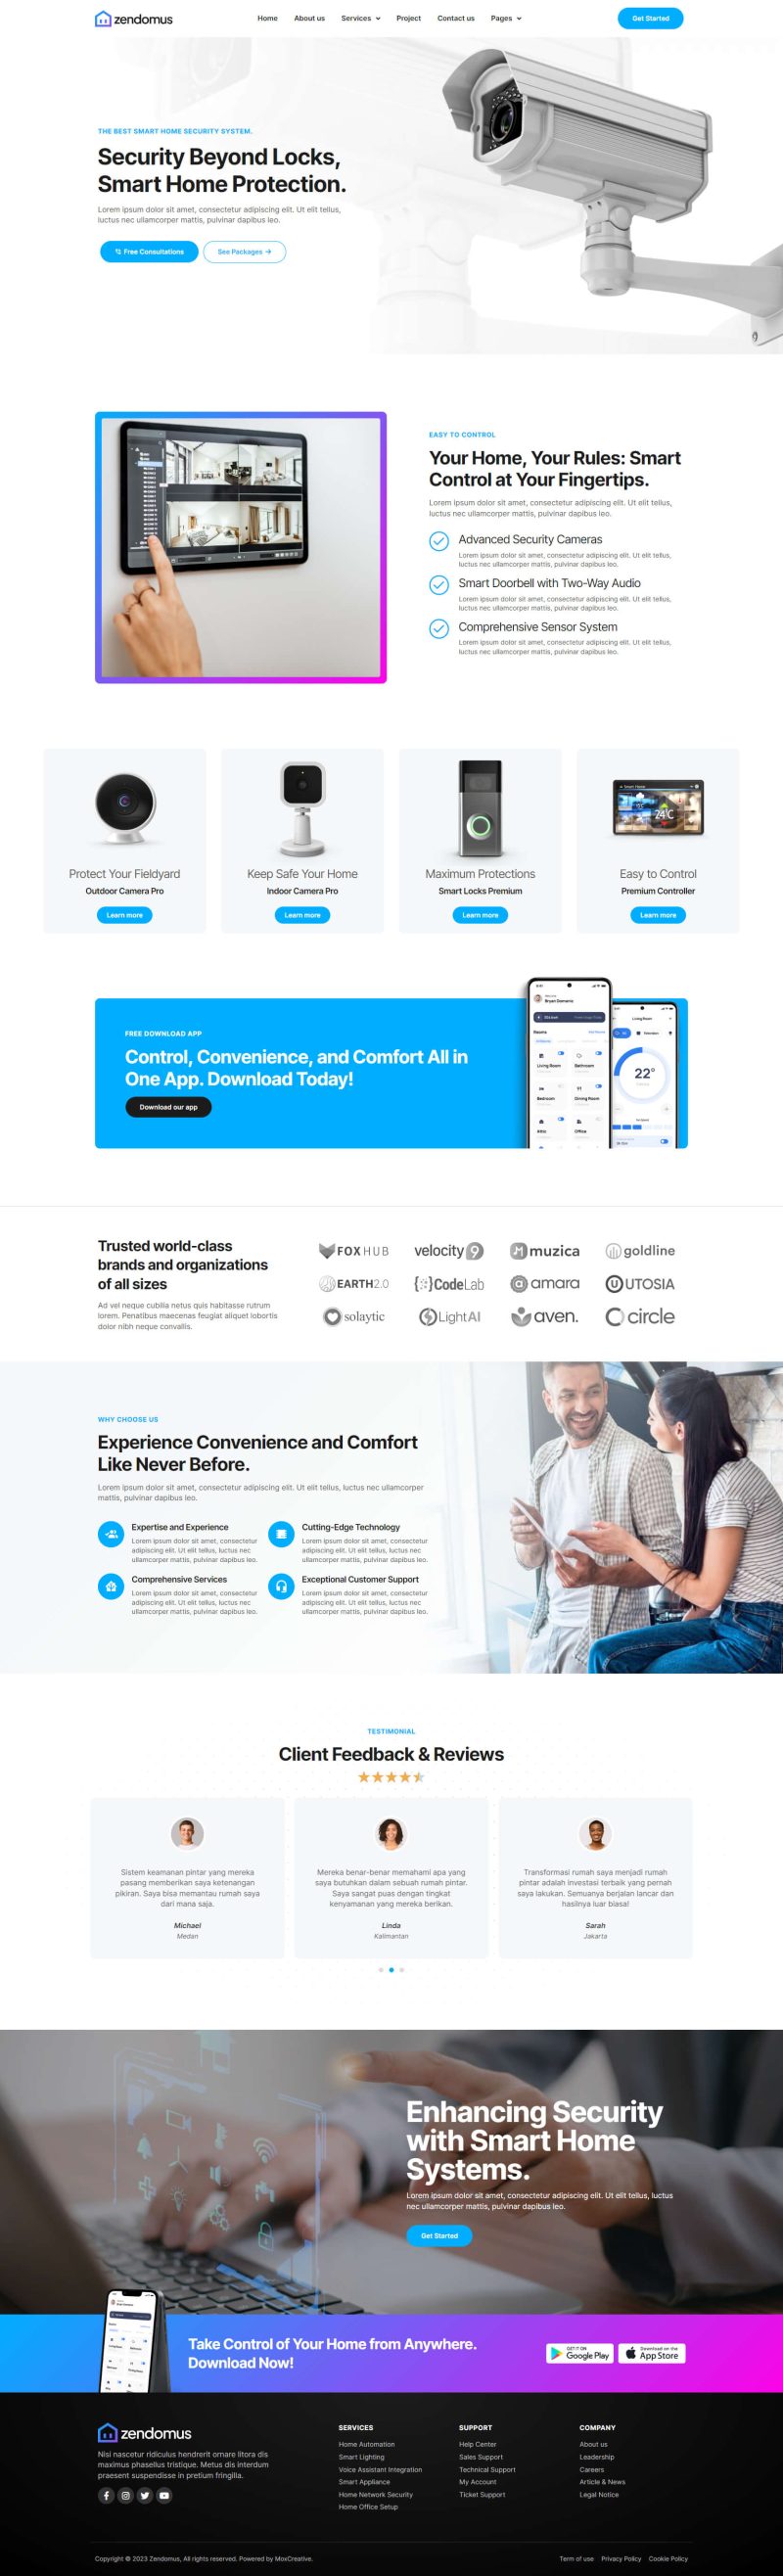 zendomus
Home About us Services Project Contact us Pages
Get Started
THE BEST SMART HOME SECURITY SYSTEM.
Security Beyond Locks,
Smart Home Protection.
Lorem ipsum dolor sit amet, consectetur adipiscing elit. Ut elit tellus,
luctus nec ullamcorper mattis, pulvinar dapibus leo.
Free Consultations
See Packages →
EASY TO CONTROL
Your Home, Your Rules: Smart
Control at Your Fingertips.
Lorem ipsum dolor sit amet, consectetur adipiscing elit. Ut elit tellus,
luctus nec ullamcorper mattis, pulvinar dapibus leo.
Advanced Security Cameras
Lorem ipsum dolor sit amet, consectetur adipiscing elit. Ut elit tellus,
luctus nec ullamcorper mattis, pulvinar dapibus leo.
Smart Doorbell with Two-Way Audio
Lorem ipsum dolor sit amet, consectetur adipiscing elit. Ut elit tellus,
luctus nec ullamcorper mattis, pulvinar dapibus leo.
Comprehensive Sensor System
Lorem ipsum dolor sit amet, consectetur adipiscing elit. Ut elit tellus,
luctus nec ullamcorper mattis, pulvinar dapibus leo.
Protect Your Fieldyard
Outdoor Camera Pro
Learn more
Keep Safe Your Home
Indoor Camera Pro
Learn more
Maximum Protections
Smart Locks Premium
Learn more
Smart Home
24°C
Easy to Control
Premium Controller
Learn more
FREE DOWNLOAD APP
Control, Convenience, and Comfort All in
One App. Download Today!
Download our app
Rooms
Living Room
Bathroom
Bedroom
Dining Room
Office
Living Room
22°
Trusted world-class
brands and organizations
of all sizes
Ad vel neque cubilia netus quis habitasse rutrum
lorem. Penatibus maecenas feugiat aliquet lobortis
dolor nibh neque convallis.
FOXHUB velocity 9 muzica goldline
EARTH2.0 CodeLab amara UTOSIA
solaytic LightAI aven. circle
WHY CHOOSE US
Experience Convenience and Comfort
Like Never Before.
Lorem ipsum dolor sit amet, consectetur adipiscing elit. Ut elit tellus, luctus nec ullamcorper
mattis, pulvinar dapibus leo.
Expertise and Experience
Lorem ipsum dolor sit amet, consectetur
adipiscing elit. Ut elit tellus, luctus nec
ullamcorper mattis, pulvinar dapibus leo.
Cutting-Edge Technology
Lorem ipsum dolor sit amet, consectetur
adipiscing elit. Ut elit tellus, luctus nec
ullamcorper mattis, pulvinar dapibus leo.
Comprehensive Services
Lorem ipsum dolor sit amet, consectetur
adipiscing elit. Ut elit tellus, luctus nec
ullamcorper mattis, pulvinar dapibus leo.
Exceptional Customer Support
Lorem ipsum dolor sit amet, consectetur
adipiscing elit. Ut elit tellus, luctus nec
ullamcorper mattis, pulvinar dapibus leo.
TESTIMONIAL
Client Feedback & Reviews
Sistem keamanan pintar yang mereka
pasang memberikan saya ketenangan
pikiran. Saya bisa memantau rumah saya
dari mana saja.
Michael
Medan
Mereka benar-benar memahami apa yang
saya butuhkan dalam sebuah rumah pintar.
Saya sangat puas dengan tingkat
kenyamanan yang mereka berikan.
Linda
Kalimantan
Transformasi rumah saya menjadi rumah
pintar adalah investasi terbaik yang pernah
saya lakukan. Semuanya berjalan lancar dan
hasilnya luar biasa!
Sarah
Jakarta
Enhancing Security
with Smart Home
Systems.
Lorem ipsum dolor sit amet, consectetur adipiscing elit. Ut elit tellus, luctus
nec ullamcorper mattis, pulvinar dapibus leo.
Get Started
Take Control of Your Home from Anywhere.
Download Now!
GET IT ON
Google Play
Download on the
App Store
zendomus
Nisi nascetur ridiculus hendrerit ornare litora dis
maximus phasellus tristique. Metus dis interdum
praesent suspendisse in pretium fringilla.
SERVICES
Home Automation
Smart Lighting
Voice Assistant Integration
Smart Appliance
Home Network Security
Home Office Setup
SUPPORT
Help Center
Sales Support
Technical Support
My Account
Ticket Support
COMPANY
About us
Leadership
Careers
Article & News
Legal Notice
Copyright © 2023 Zendomus, All rights reserved. Powered by MoxCreative.
Term of use Privacy Policy Cookie Policy